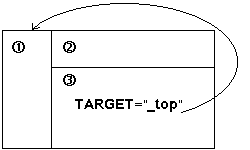 ① ②
③
TARGET="_top"